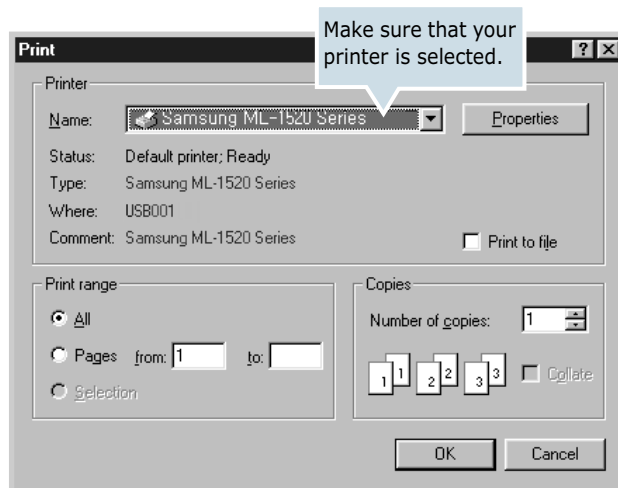 Make sure that your
printer is selected.
Print
Printer
Name: Samsung ML-1520 Series
Properties
Status: Default printer; Ready
Type: Samsung ML-1520 Series
Where: USB001
Comment: Samsung ML-1520 Series
Print to file
Print range
All
Pages from: 1 to:
Selection
Copies
Number of copies: 1
1 1 2 2 3 3
Collate
OK Cancel